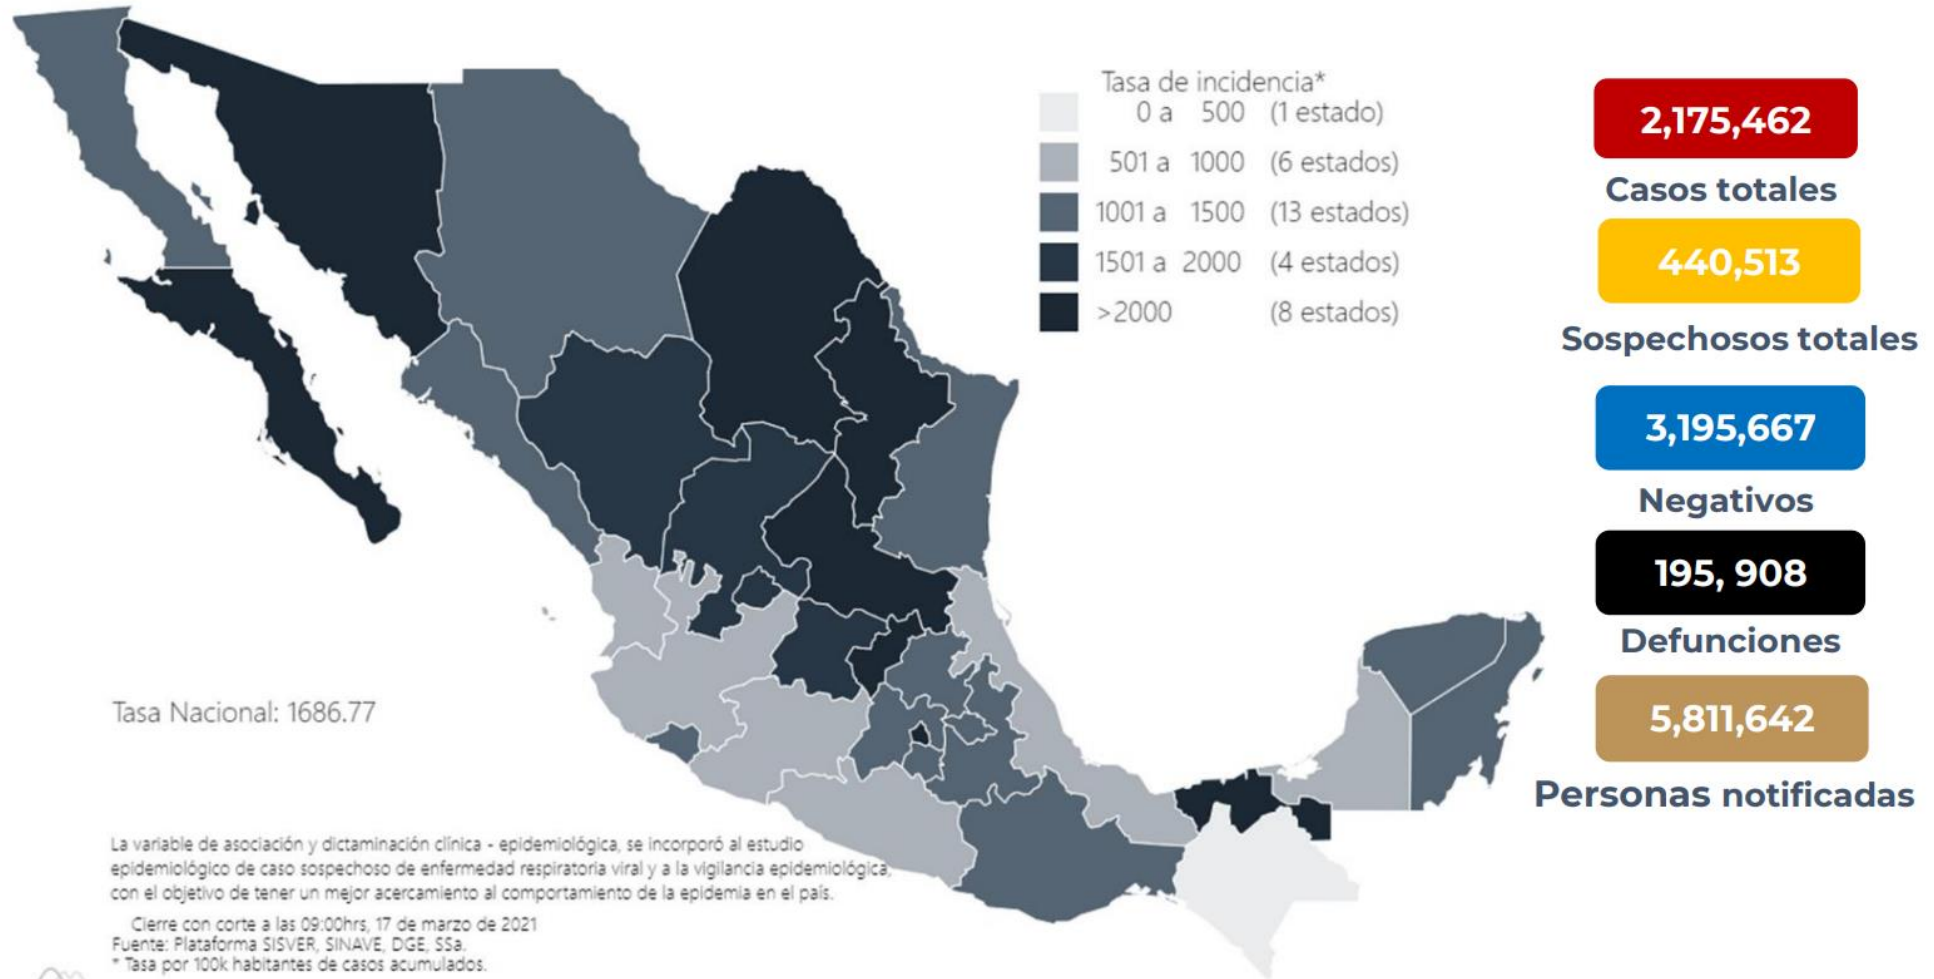 Tasa de incidencia*
0 a 500 (1 estado)
501 a 1000 (6 estados)
1001 a 1500 (13 estados)
1501 a 2000 (4 estados)
>2000 (8 estados)
2,175,462
Casos totales
440,513
Sospechosos totales
3,195,667
Negativos
195, 908
Defunciones
5,811,642
Personas notificadas
Tasa Nacional: 1686.77
La variable de asociación y dictaminación clínica - epidemiológica, se incorporó al estudio
epidemiológico de caso sospechoso de enfermedad respiratoria viral y a la vigilancia epidemiológica,
con el objetivo de tener un mejor acercamiento al comportamiento de la epidemia en el país.
Cierre con corte a las 09:00hrs, 17 de marzo de 2021
Fuente: Plataforma SISVER, SINAVE, DGE, SSa.
* Tasa por 100k habitantes de casos acumulados.